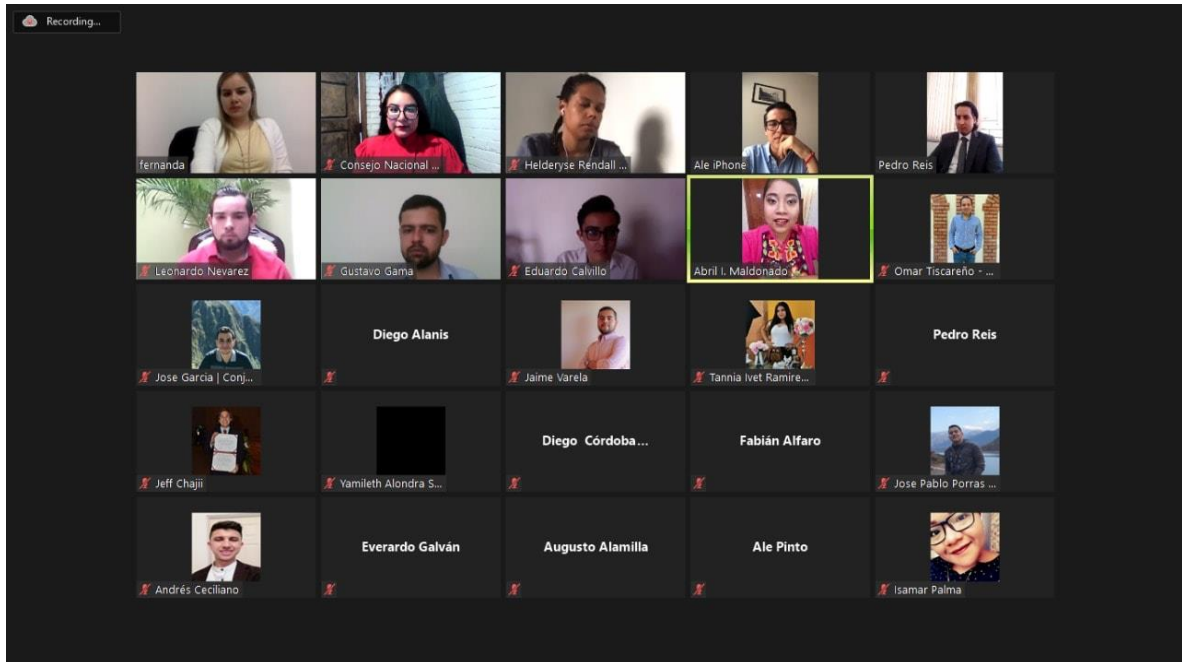 Recording...
fernanda
Consejo Nacional ...
Helderyse Rendall ...
Ale iPhone
Pedro Reis
Leonardo Nevarez
Gustavo Gama
Eduardo Calvillo
Abril I. Maldonado
Omar Tiscareño - ...
Jose Garcia | Conj...
Diego Alanis
Jaime Varela
Tannia Ivet Ramire...
Pedro Reis
Jeff Chajii
Yamileth Alondra S...
Diego Córdoba...
Fabián Alfaro
Jose Pablo Porras ...
Andrés Ceciliano
Everardo Galván
Augusto Alamilla
Ale Pinto
Isamar Palma